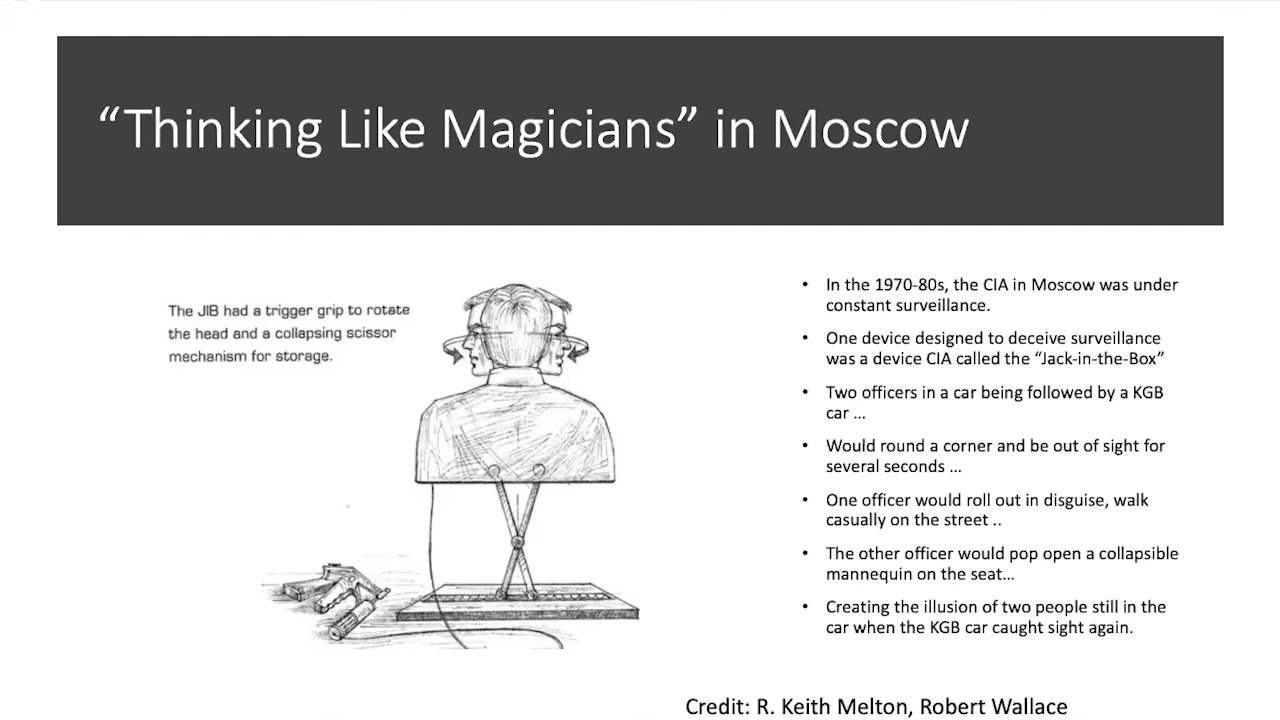 “Thinking Like Magicians” in Moscow
The JIB had a trigger grip to rotate
the head and a collapsing scissor
mechanism for storage.
• In the 1970-80s, the CIA in Moscow was under
constant surveillance.
• One device designed to deceive surveillance
was a device CIA called the “Jack-in-the-Box”
• Two officers in a car being followed by a KGB
car ...
• Would round a corner and be out of sight for
several seconds ...
• One officer would roll out in disguise, walk
casually on the street ..
• The other officer would pop open a collapsible
mannequin on the seat...
• Creating the illusion of two people still in the
car when the KGB car caught sight again.
Credit: R. Keith Melton, Robert Wallace